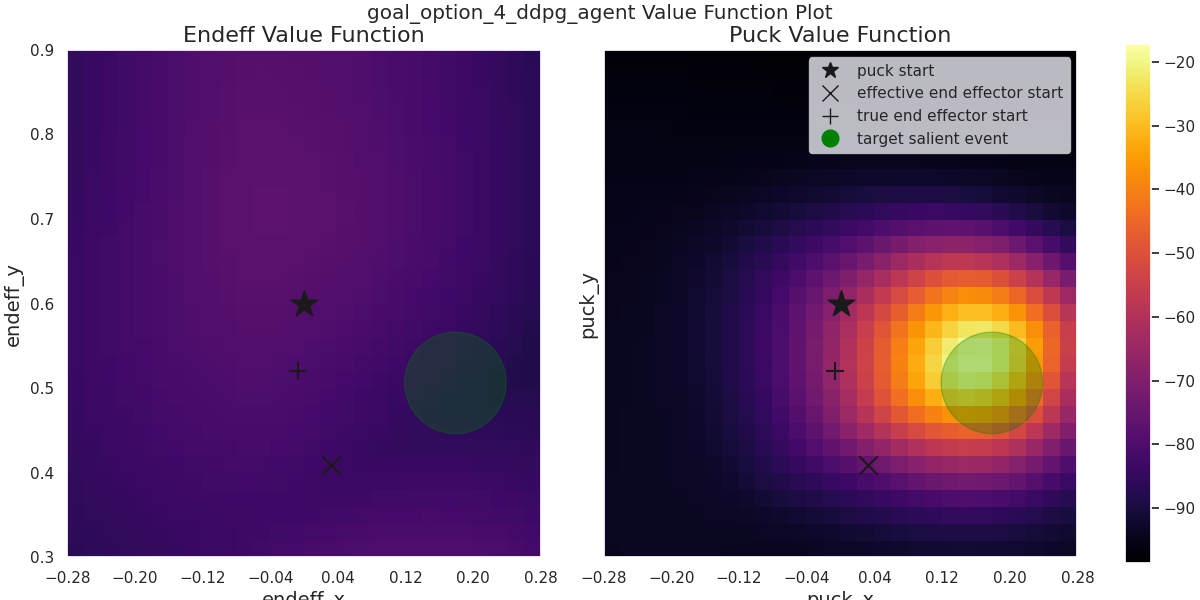 goal_option_4_ddpg_agent Value Function Plot
Endeff Value Function
Puck Value Function
0.9
0.8
0.7
0.6
0.5
0.4
0.3
endeff_y
−0.28 −0.20 −0.12 −0.04 0.04 0.12 0.20 0.28
endeff_x
puck_y
puck start
effective end effector start
true end effector start
target salient event
−0.28 −0.20 −0.12 −0.04 0.04 0.12 0.20 0.28
puck_x
−20
−30
−40
−50
−60
−70
−80
−90